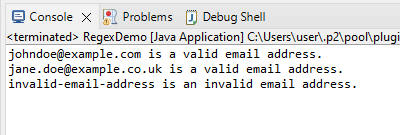 Console Problems Debug Shell
<terminated> RegexDemo [Java Application] C:\Users\user\.p2\pool\plugi
johndoe@example.com is a valid email address.
jane.doe@example.co.uk is a valid email address.
invalid-email-address is an invalid email address.